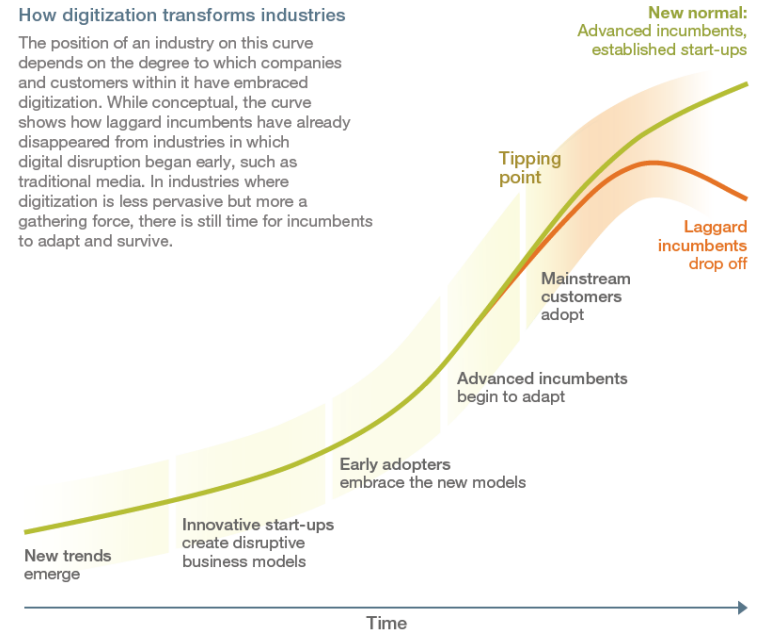 How digitization transforms industries
The position of an industry on this curve
depends on the degree to which companies
and customers within it have embraced
digitization. While conceptual, the curve
shows how laggard incumbents have already
disappeared from industries in which
digital disruption began early, such as
traditional media. In industries where
digitization is less pervasive but more a
gathering force, there is still time for incumbents
to adapt and survive.
New normal:
Advanced incumbents,
established start-ups
Tipping
point
Laggard
incumbents
drop off
Mainstream
customers
adopt
Advanced incumbents
begin to adapt
Early adopters
embrace the new models
Innovative start-ups
create disruptive
business models
New trends
emerge
Time